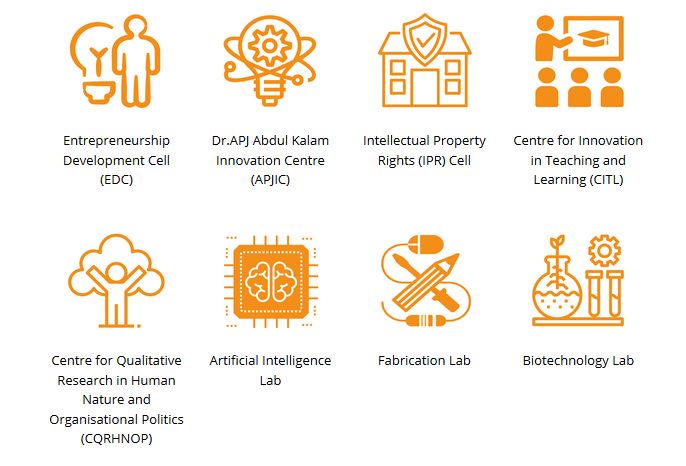 Entrepreneurship
Development Cell
(EDC)
Dr.APJ Abdul Kalam
Innovation Centre
(APJIC)
Intellectual Property
Rights (IPR) Cell
Centre for Innovation
in Teaching and
Learning (CITL)
Centre for Qualitative
Research in Human
Nature and
Organisational Politics
(CQRHNOP)
Artificial Intelligence
Lab
Fabrication Lab
Biotechnology Lab